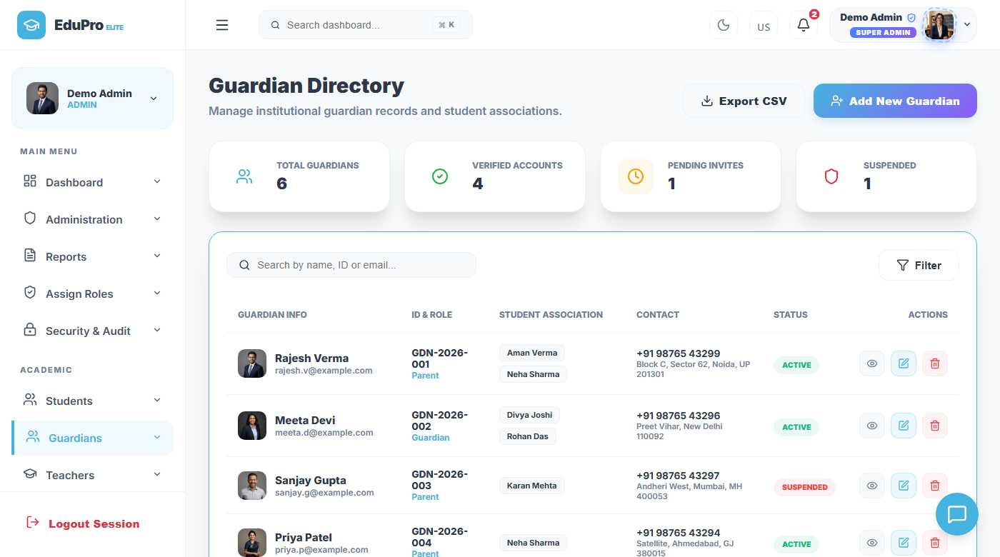 EduPro ELITE
Search dashboard...
⌘ K
US
2
Demo Admin
SUPER ADMIN
Demo Admin
ADMIN
MAIN MENU
Dashboard
Administration
Reports
Assign Roles
Security & Audit
ACADEMIC
Students
Guardians
Teachers
Logout Session
Guardian Directory
Manage institutional guardian records and student associations.
Export CSV
Add New Guardian
TOTAL GUARDIANS
6
VERIFIED ACCOUNTS
4
PENDING INVITES
1
SUSPENDED
1
Search by name, ID or email...
Filter
GUARDIAN INFO ID & ROLE STUDENT ASSOCIATION CONTACT STATUS ACTIONS
Rajesh Verma
rajesh.v@example.com
GDN-2026-
001
Parent
Aman Verma
Neha Sharma
+91 98765 43299
Block C, Sector 62, Noida, UP
201301
ACTIVE
Meeta Devi
meeta.d@example.com
GDN-2026-
002
Guardian
Divya Joshi
Rohan Das
+91 98765 43296
Preet Vihar, New Delhi
110092
ACTIVE
Sanjay Gupta
sanjay.g@example.com
GDN-2026-
003
Parent
Karan Mehta
+91 98765 43297
Andheri West, Mumbai, MH
400053
SUSPENDED
Priya Patel
priya.p@example.com
GDN-2026-
004
Parent
Neha Sharma
+91 98765 43294
Satellite, Ahmedabad, GJ
380015
ACTIVE